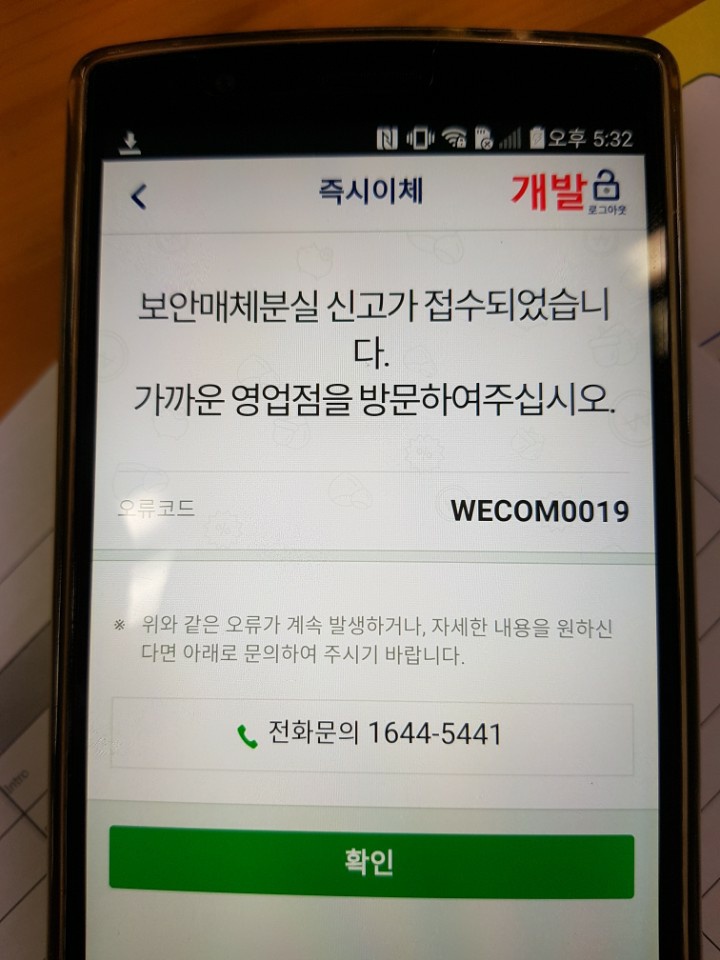 오후 5:32
즉시이체
개발
로그아웃
보안매체분실 신고가 접수되었습니
다.
가까운 영업점을 방문하여주십시오.
오류코드 WECOM0019
※ 위와 같은 오류가 계속 발생하거나, 자세한 내용을 원하신
다면 아래로 문의하여 주시기 바랍니다.
전화문의 1644-5441
확인
Intro